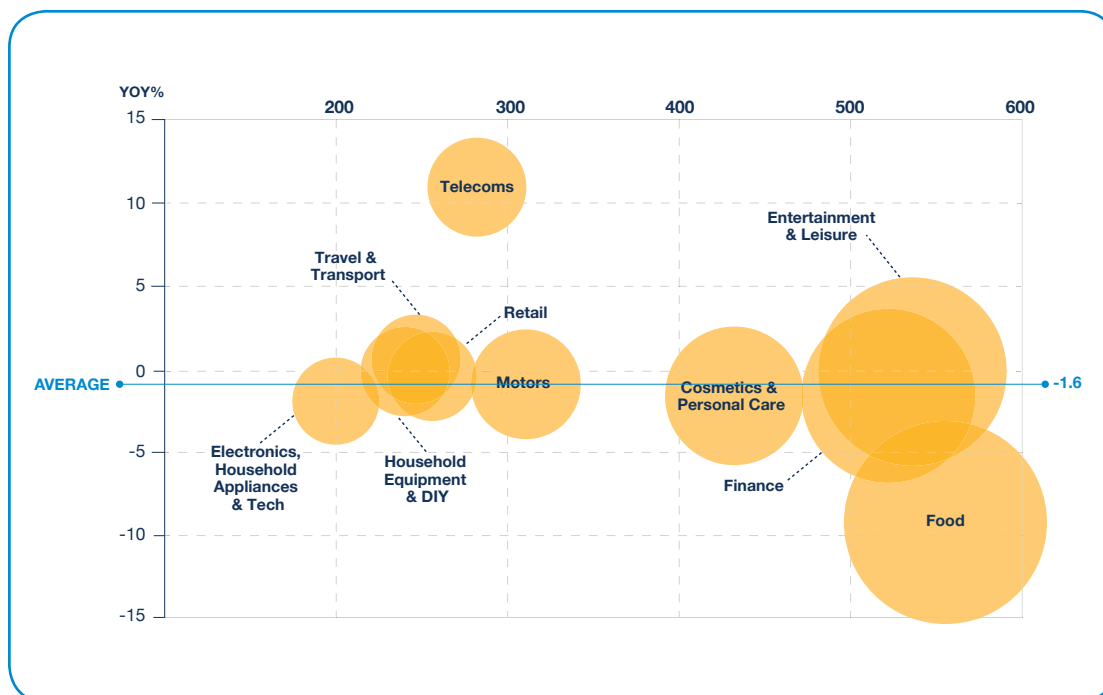 YOY%
200
300
400
500
600
15
10
5
0
-5
-10
-15
AVERAGE
-1.6
Telecoms
Entertainment
& Leisure
Travel &
Transport
Retail
Motors
Cosmetics &
Personal Care
Electronics,
Household
Appliances
& Tech
Household
Equipment
& DIY
Finance
Food